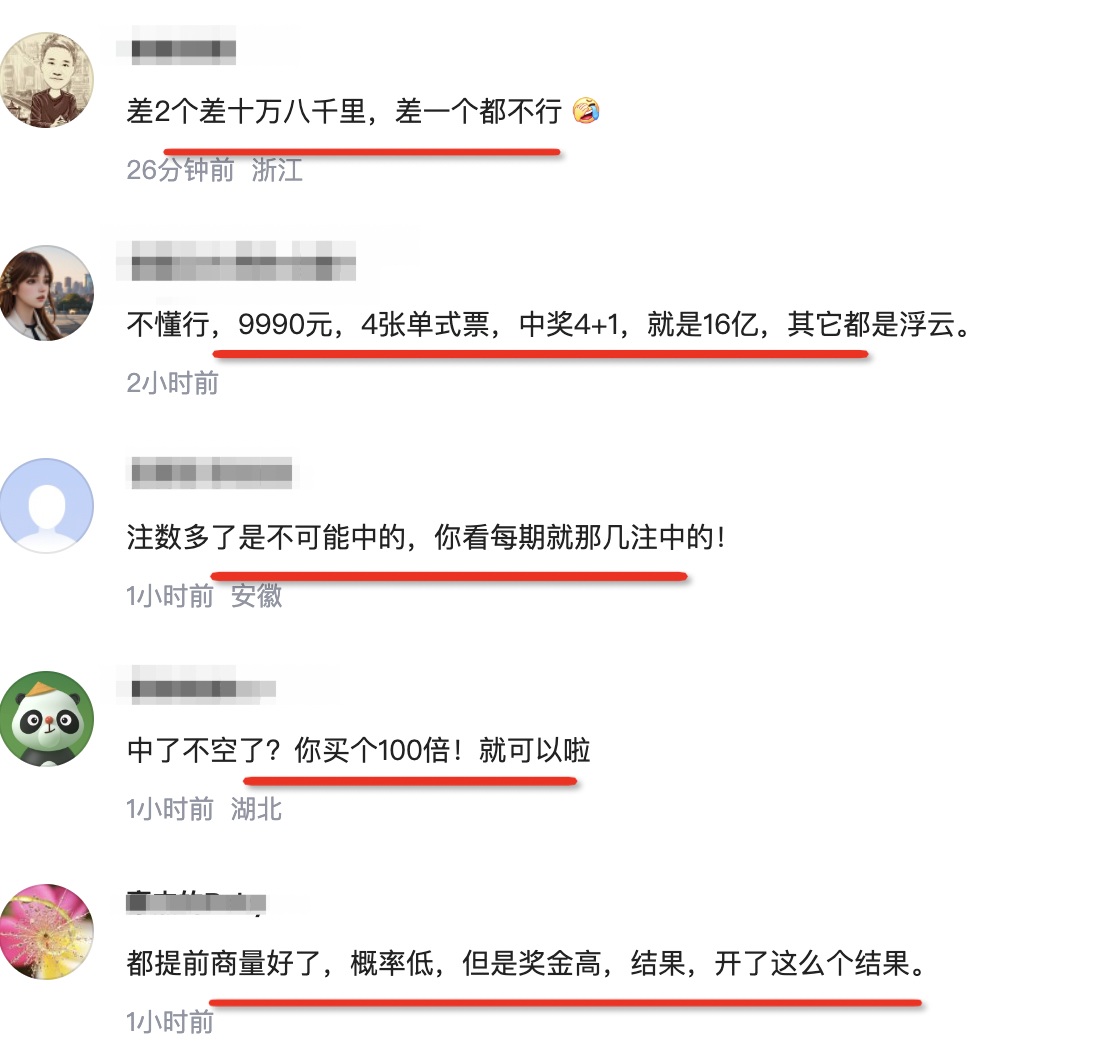 差2个差十万八千里，差一个都不行🤣
26分钟前 浙江
不懂行，9990元，4张单式票，中奖4+1，就是16亿，其它都是浮云。
2小时前
注数多了是不可能中的，你看每期就那几注中的！
1小时前 安徽
中了不空了？你买个100倍！就可以啦
1小时前 湖北
都提前商量好了，概率低，但是奖金高，结果，开了这么个结果。
1小时前